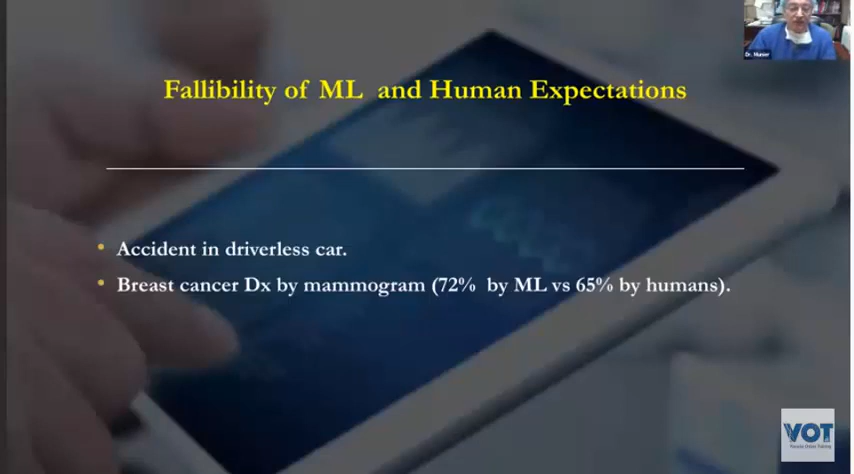 Dr. Maser
Fallibility of ML and Human Expectations
• Accident in driverless car.
• Breast cancer Dx by mammogram (72% by ML vs 65% by humans).
VOT